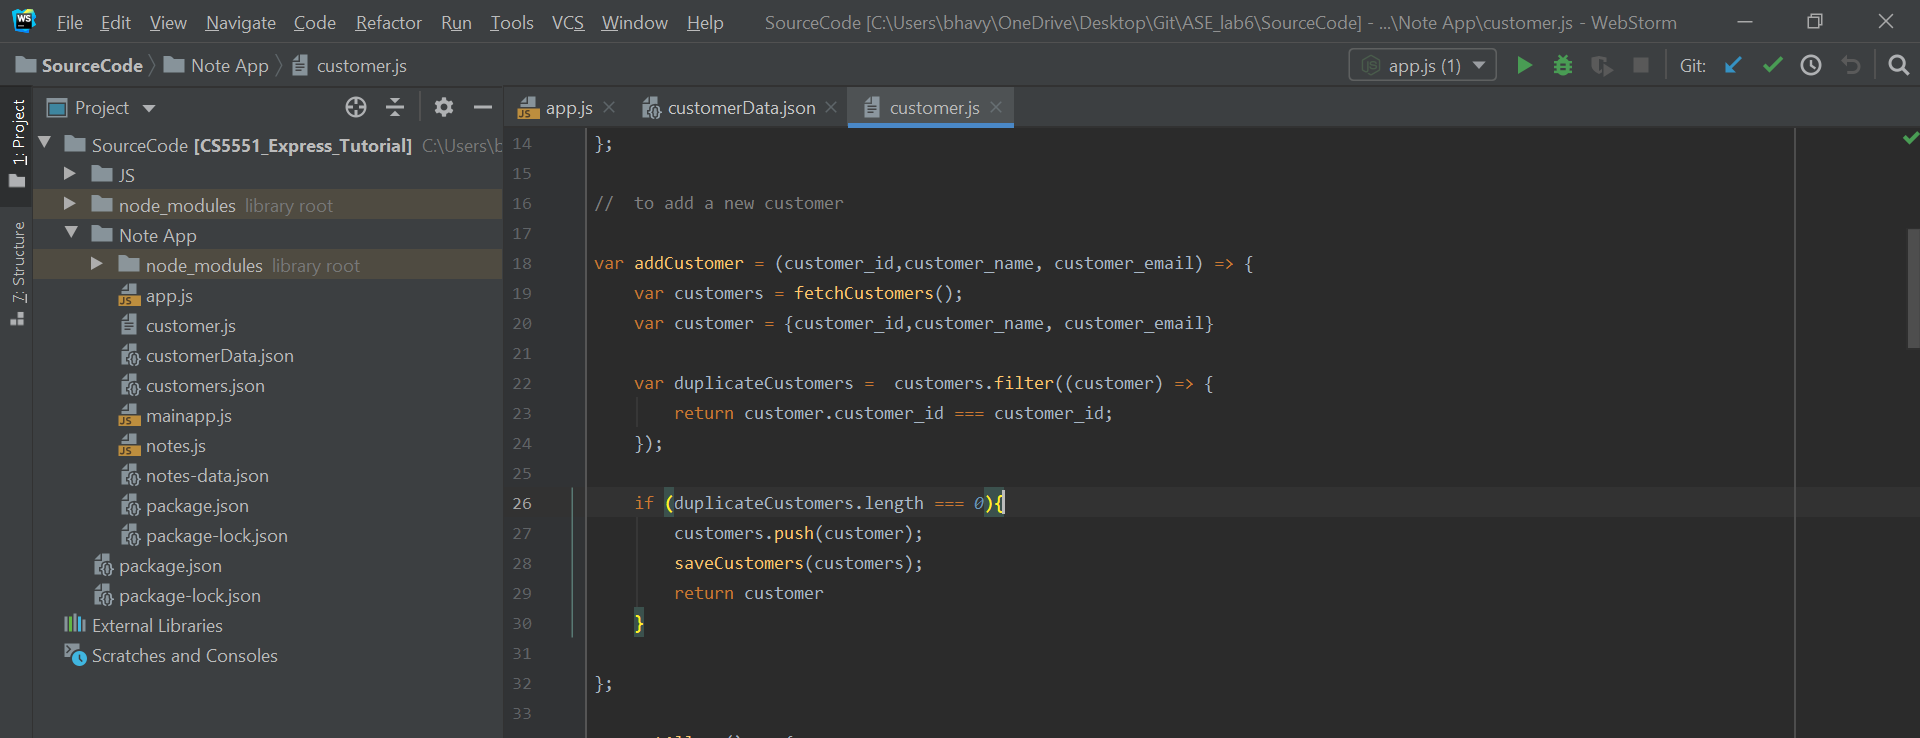 WS File Edit View Navigate Code Refactor Run Tools VCS Window Help SourceCode [C:\Users\bhavy\OneDrive\Desktop\Git\ASE_lab6\SourceCode] - ...\Note App\customer.js - WebStorm
SourceCode Note App customer.js app.js (1) Git:
1: Project
7: Structure
Project
SourceCode [CS5551_Express_Tutorial] C:\Users\b
JS
node_modules library root
Note App
node_modules library root
app.js
customer.js
customerData.json
customers.json
mainapp.js
notes.js
notes-data.json
package.json
package-lock.json
package.json
package-lock.json
External Libraries
Scratches and Consoles
app.js customerData.json customer.js
14 };
15
16 //  to add a new customer
17
18 var addCustomer = (customer_id,customer_name, customer_email) => {
19     var customers = fetchCustomers();
20     var customer = {customer_id,customer_name, customer_email}
21
22     var duplicateCustomers =  customers.filter((customer) => {
23         return customer.customer_id === customer_id;
24     });
25
26     if (duplicateCustomers.length === 0){
27         customers.push(customer);
28         saveCustomers(customers);
29         return customer
30     }
31
32 };
33